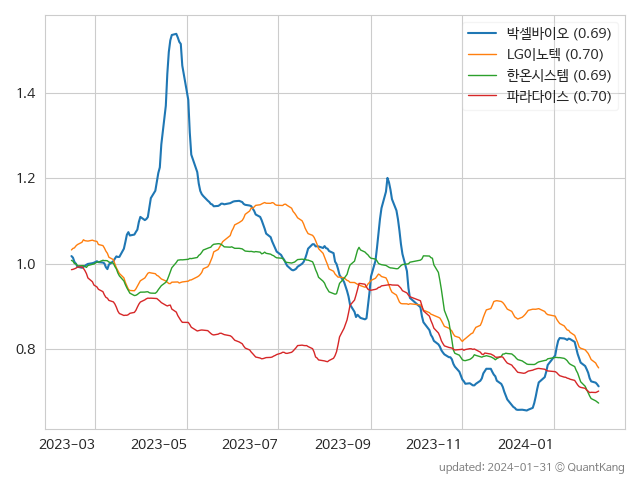 박셀바이오 (0.69)
LG이노텍 (0.70)
한온시스템 (0.69)
파라다이스 (0.70)
1.4
1.2
1.0
0.8
2023-03 2023-05 2023-07 2023-09 2023-11 2024-01
updated: 2024-01-31 © QuantKang